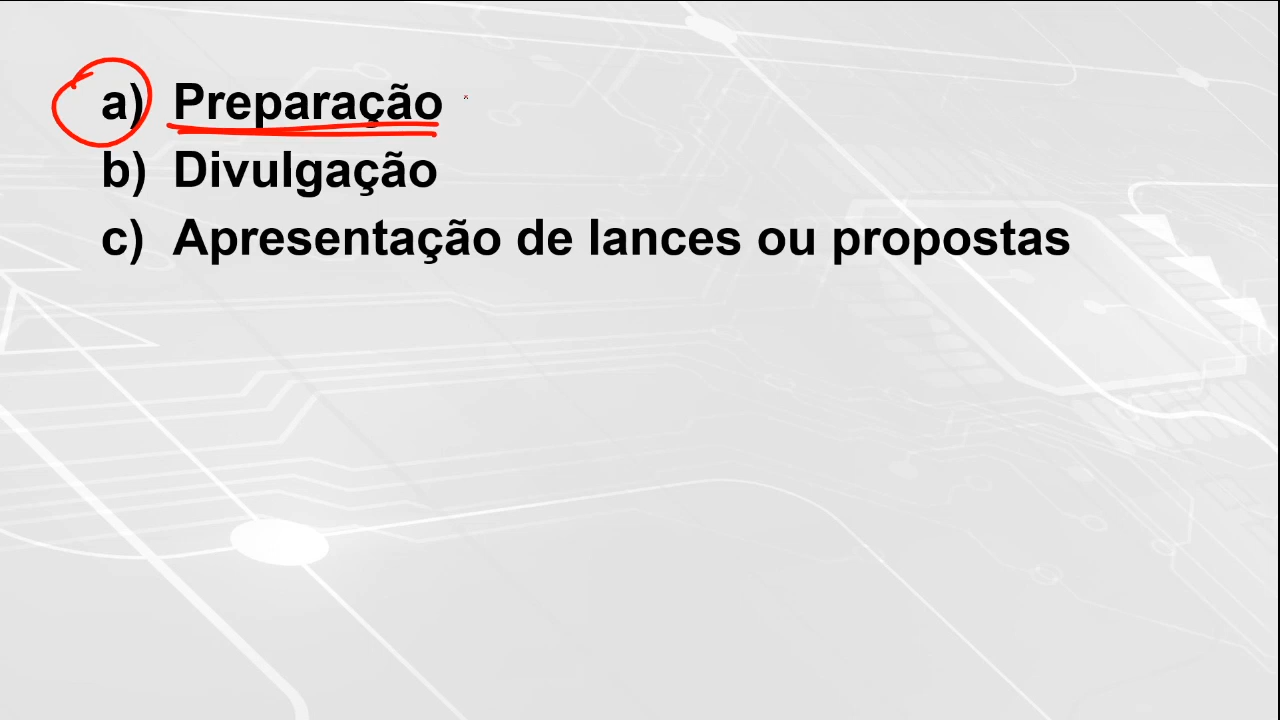 a) Preparação
b) Divulgação
c) Apresentação de lances ou propostas